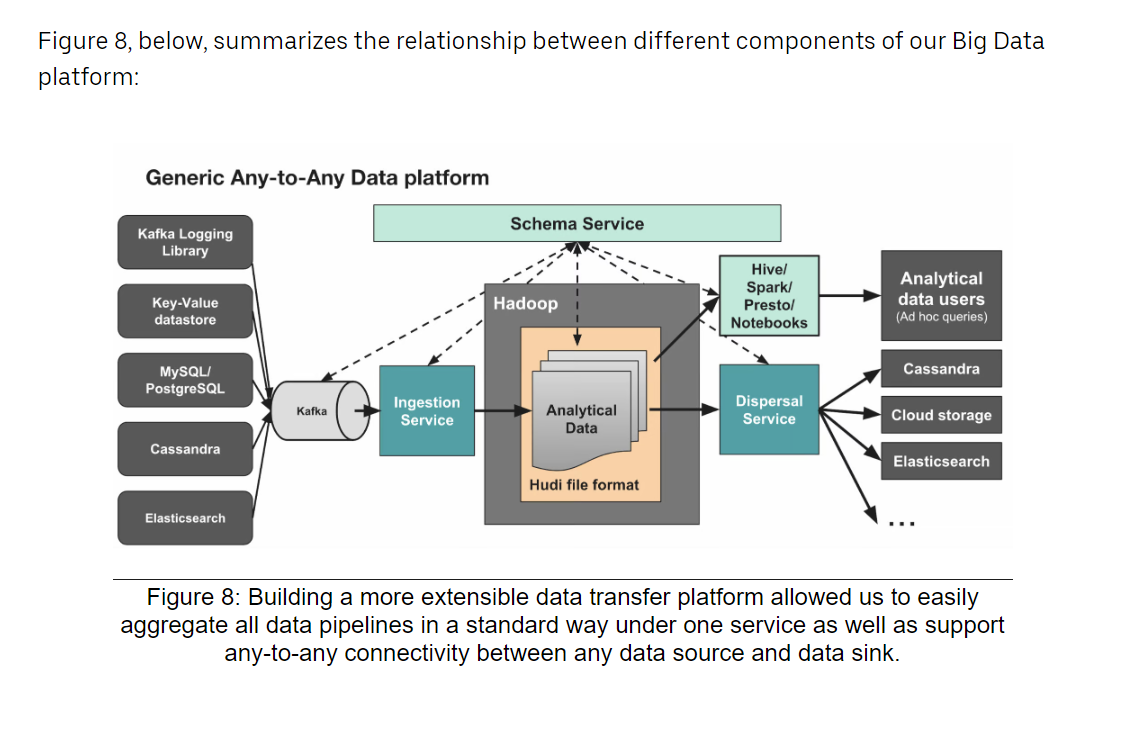 Figure 8, below, summarizes the relationship between different components of our Big Data
platform:
Generic Any-to-Any Data platform
Schema Service
Kafka Logging
Library
Key-Value
datastore
MySQL/
PostgreSQL
Cassandra
Elasticsearch
Kafka
Ingestion
Service
Hadoop
Analytical
Data
Hudi file format
Hive/
Spark/
Presto/
Notebooks
Dispersal
Service
Analytical
data users
(Ad hoc queries)
Cassandra
Cloud storage
Elasticsearch
...
Figure 8: Building a more extensible data transfer platform allowed us to easily
aggregate all data pipelines in a standard way under one service as well as support
any-to-any connectivity between any data source and data sink.